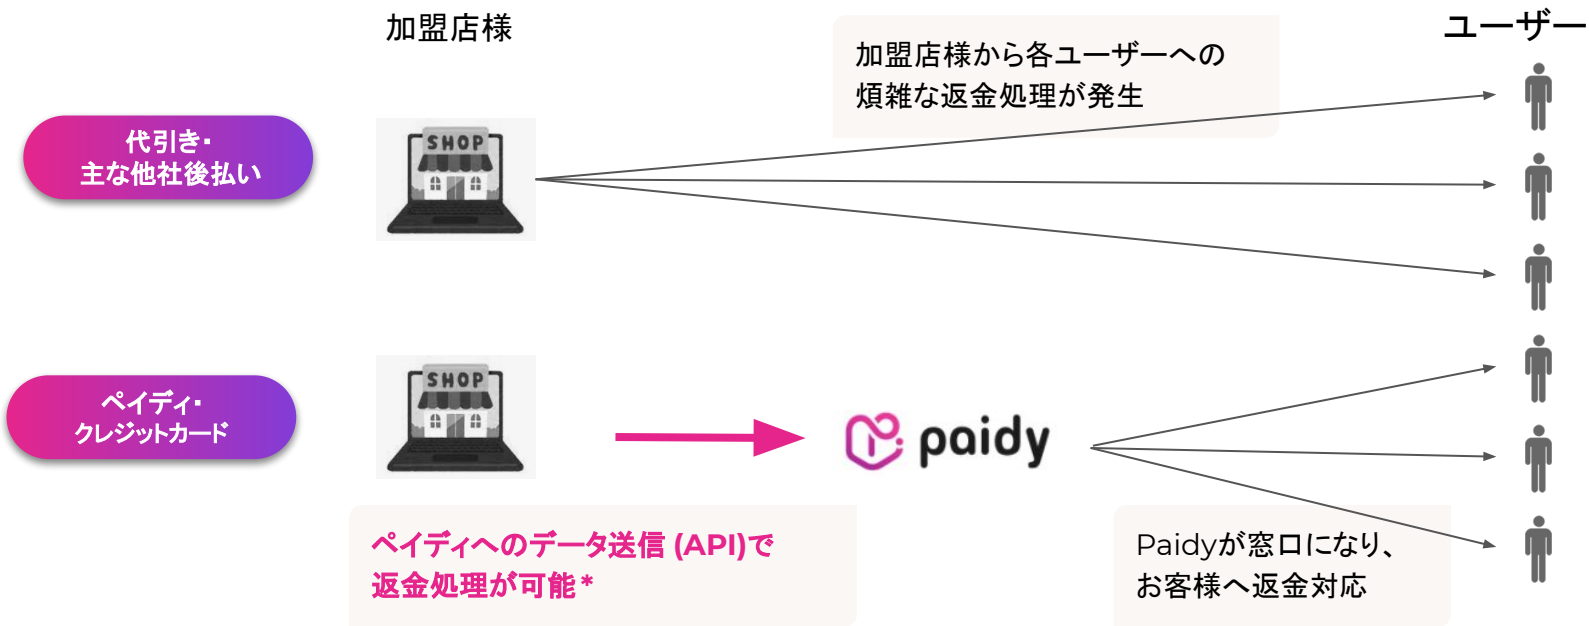 加盟店様
ユーザー
加盟店様から各ユーザーへの
煩雑な返金処理が発生
代引き・
主な他社後払い
SHOP
ペイディ・
クレジットカード
SHOP
paidy
ペイディへのデータ送信 (API)で
返金処理が可能*
Paidyが窓口になり、
お客様へ返金対応